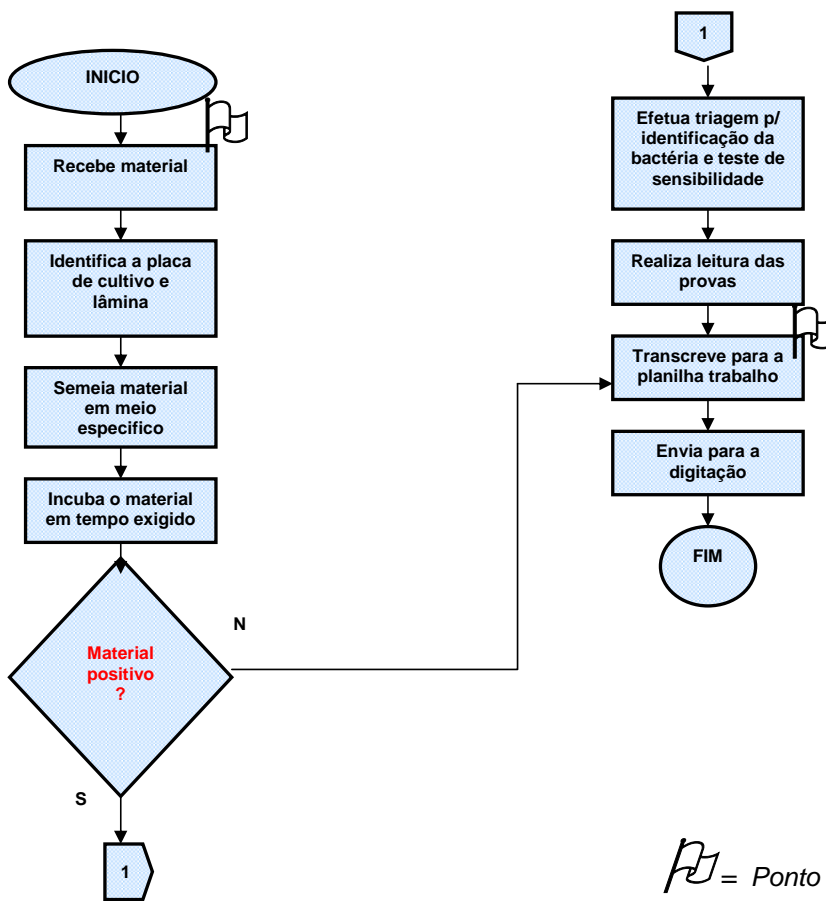 INICIO
Recebe material
Identifica a placa
de cultivo e
lâmina
Semeia material
em meio
especifico
Incuba o material
em tempo exigido
Material
positivo
?
N
S
1
1
Efetua triagem p/
identificação da
bactéria e teste de
sensibilidade
Realiza leitura das
provas
Transcreve para a
planilha trabalho
Envia para a
digitação
FIM
= Ponto